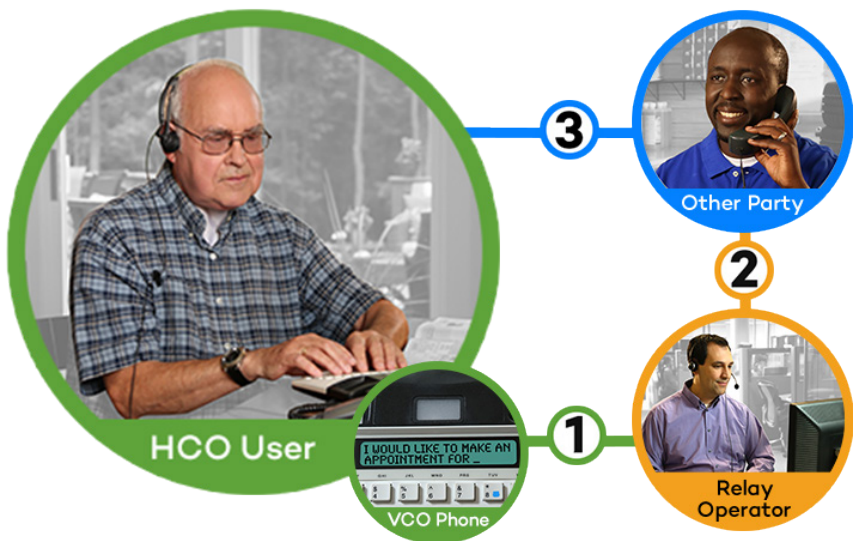 3
Other Party
2
HCO User
I WOULD LIKE TO MAKE AN
APPOINTMENT FOR _
1
VCO Phone
Relay
Operator